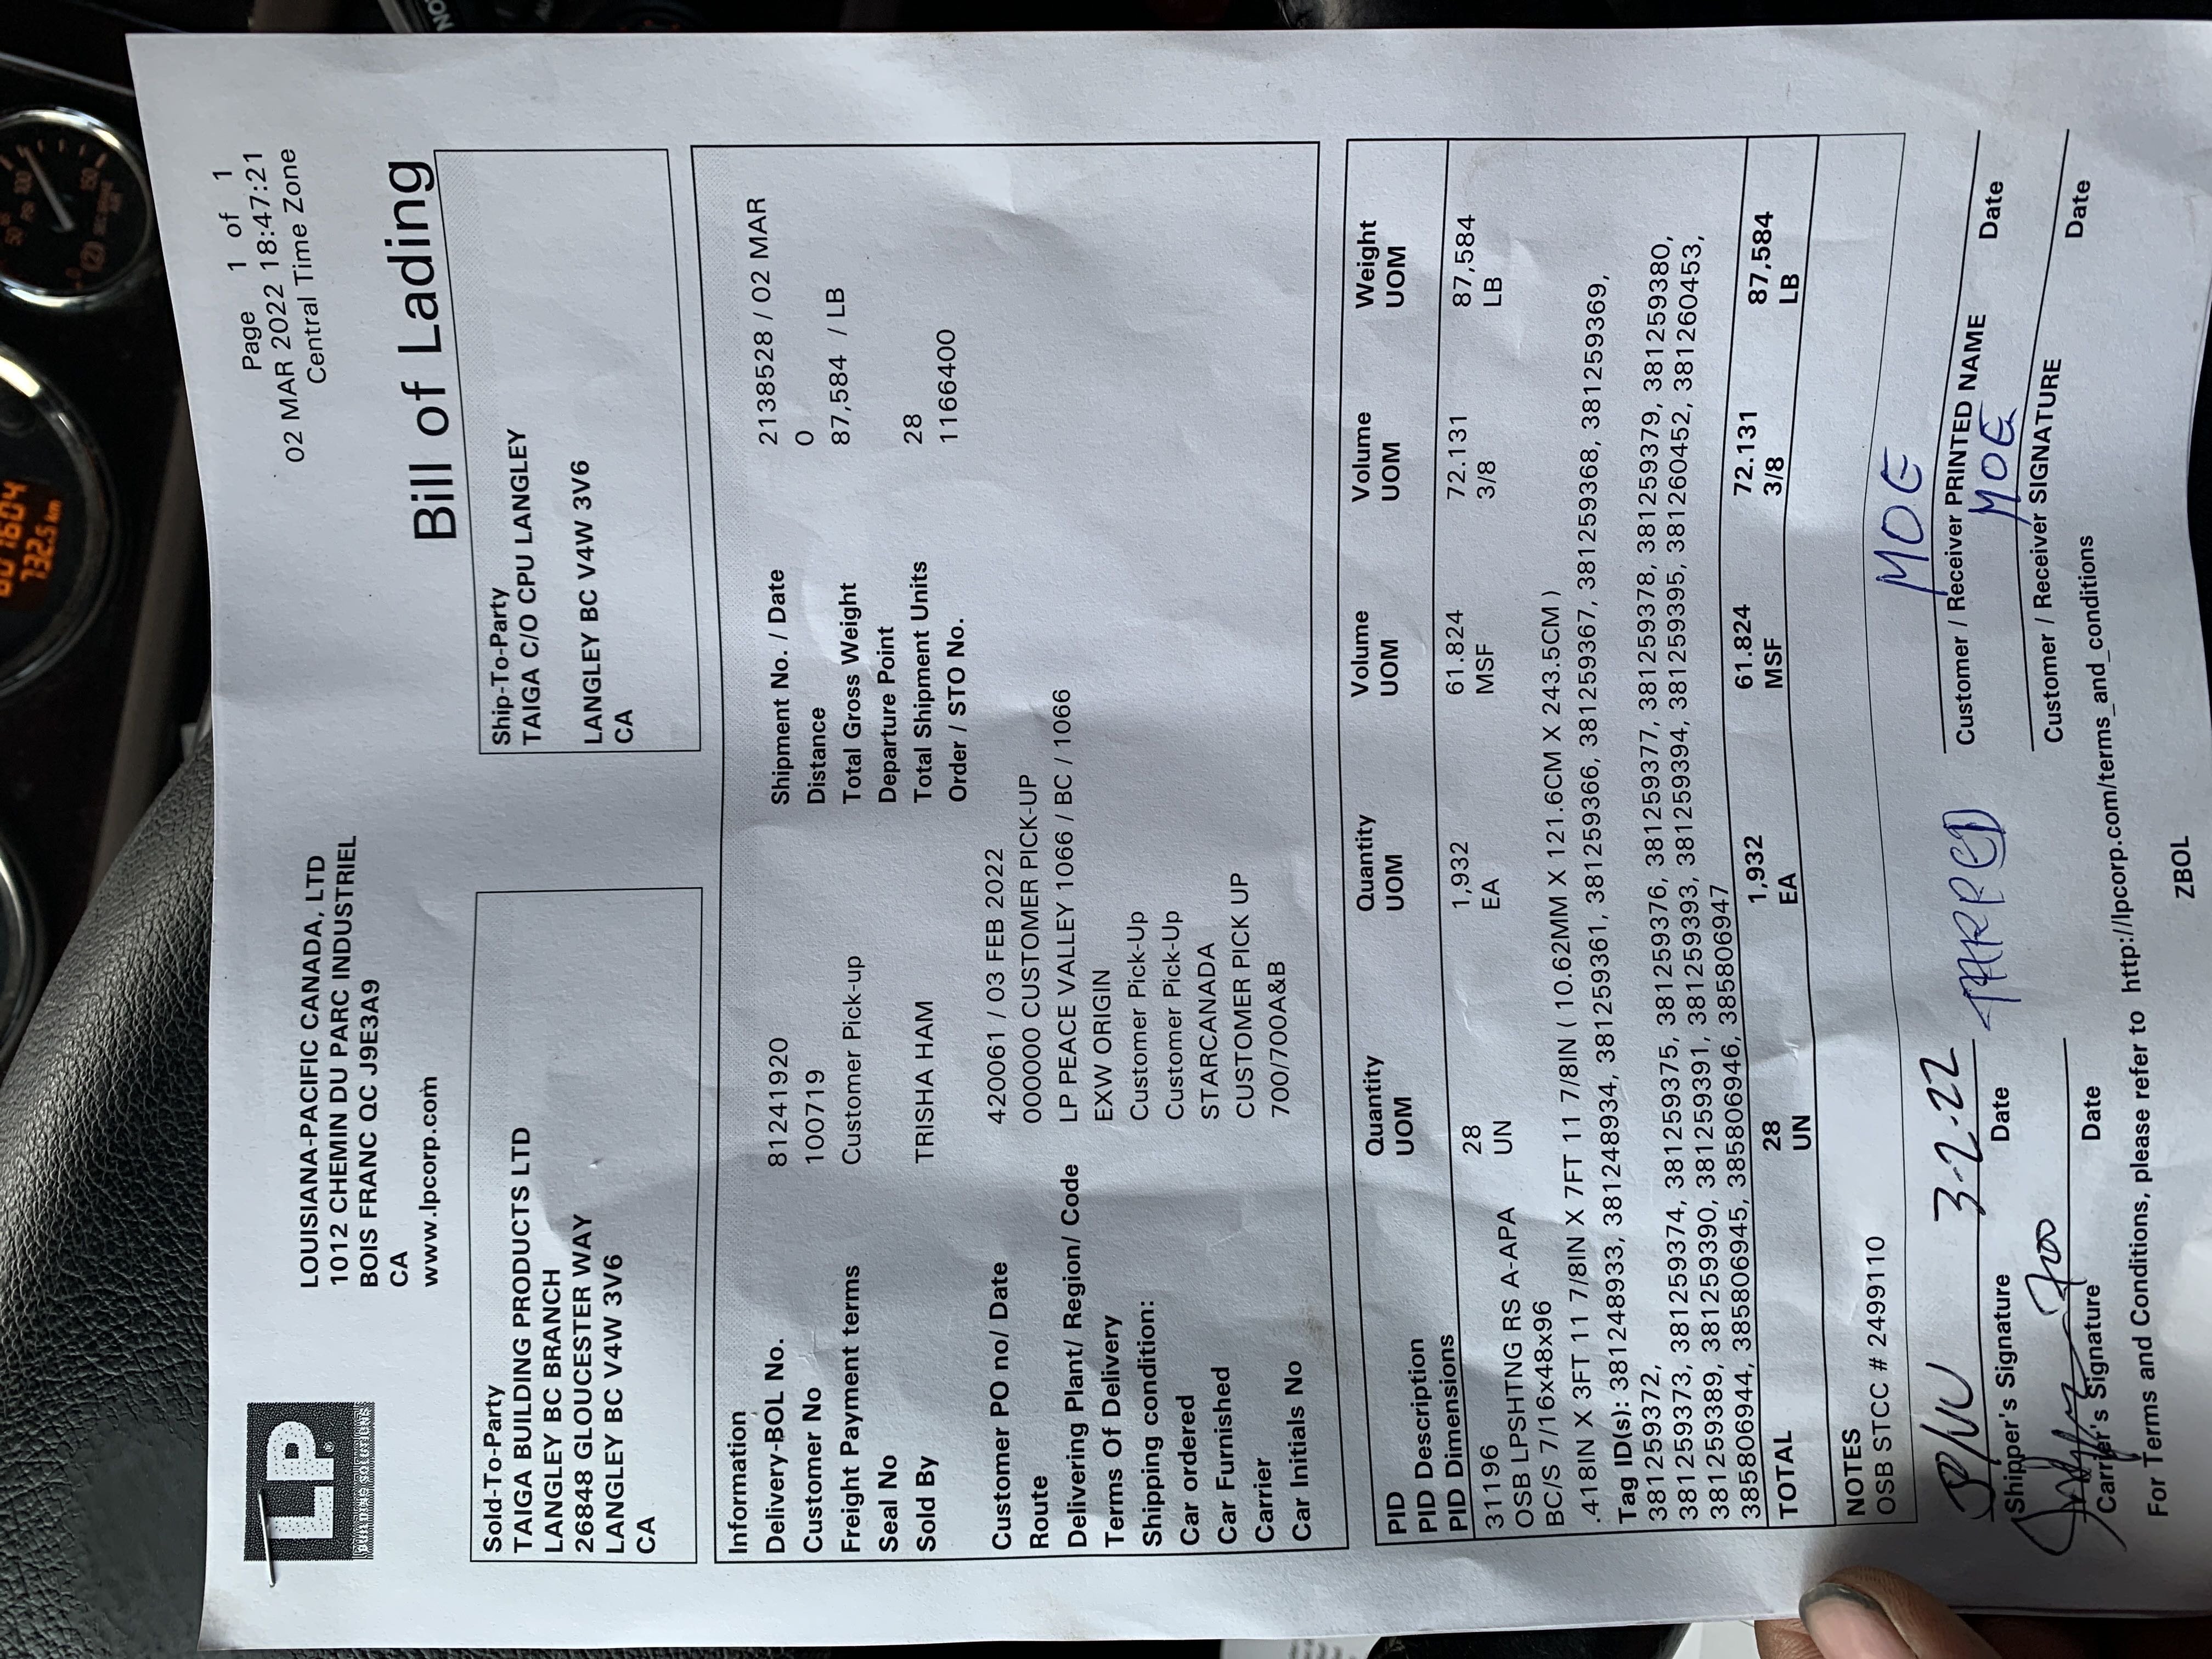 601604
732.5 km
50 PSI 100
0 150
(2)
LP
BUILDING SOLUTIONS
LOUISIANA-PACIFIC CANADA, LTD
1012 CHEMIN DU PARC INDUSTRIEL
BOIS FRANC QC J9E3A9
CA
www.lpcorp.com
Page 1 of 1
02 MAR 2022 18:47:21
Central Time Zone
Bill of Lading
Sold-To-Party
TAIGA BUILDING PRODUCTS LTD
LANGLEY BC BRANCH
26848 GLOUCESTER WAY
LANGLEY BC V4W 3V6
CA
Ship-To-Party
TAIGA C/O CPU LANGLEY
LANGLEY BC V4W 3V6
CA
Information
Delivery-BOL No. 81241920
Customer No 100719
Freight Payment terms Customer Pick-up
Seal No
Sold By TRISHA HAM
Shipment No. / Date 2138528 / 02 MAR
Distance 0
Total Gross Weight 87,584 / LB
Departure Point
Total Shipment Units 28
Order / STO No. 1166400
Customer PO no/ Date 420061 / 03 FEB 2022
Route 000000 CUSTOMER PICK-UP
Delivering Plant/ Region/ Code LP PEACE VALLEY 1066 / BC / 1066
Terms Of Delivery EXW ORIGIN
Shipping condition: Customer Pick-Up
Car ordered Customer Pick-Up
Car Furnished STARCANADA
Carrier CUSTOMER PICK UP
Car Initials No 700/700A&B
PID Quantity Quantity Volume Volume Weight
PID Description UOM UOM UOM UOM UOM
PID Dimensions
31196 28 1,932 61.824 72.131 87,584
OSB LPSHTNG RS A-APA UN EA MSF 3/8 LB
BC/S 7/16x48x96
.418IN X 3FT 11 7/8IN X 7FT 11 7/8IN ( 10.62MM X 121.6CM X 243.5CM )
Tag ID(s): 381248933, 381248934, 381259361, 381259366, 381259367, 381259368, 381259369,
381259372,
381259373, 381259374, 381259375, 381259376, 381259377, 381259378, 381259379, 381259380,
381259389, 381259390, 381259391, 381259393, 381259394, 381259395, 381260452, 381260453,
385806944, 385806945, 385806946, 385806947
TOTAL 28 1,932 61.824 72.131 87,584
UN EA MSF 3/8 LB
NOTES
OSB STCC # 2499110
3-2-22
TARPED
MOE
Shipper's Signature Date
Customer / Receiver PRINTED NAME Date
700
MOE
Carrier's Signature Date
Customer / Receiver SIGNATURE Date
For Terms and Conditions, please refer to http://lpcorp.com/terms_and_conditions
ZBOL